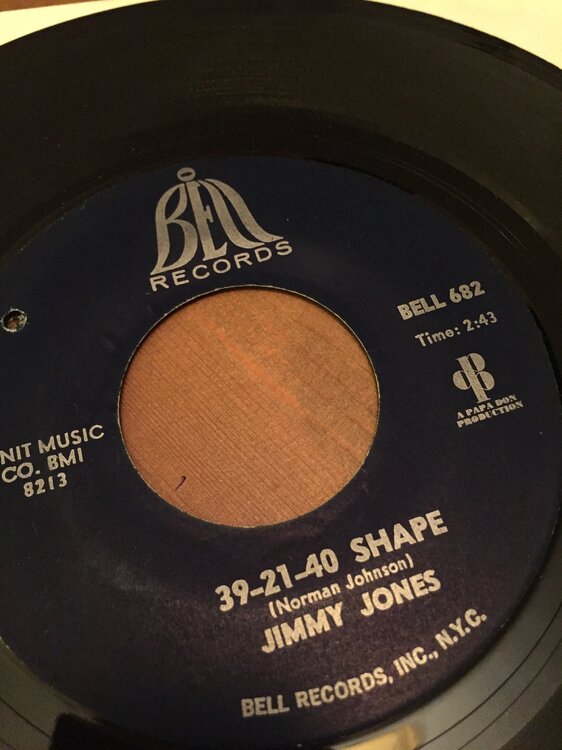 BELL
RECORDS
BELL 682
Time: 2:43
A PAPA DON
PRODUCTION
NIT MUSIC
CO. BMI
8213
39-21-40 SHAPE
(Norman Johnson)
JIMMY JONES
BELL RECORDS, INC., N.Y.C.